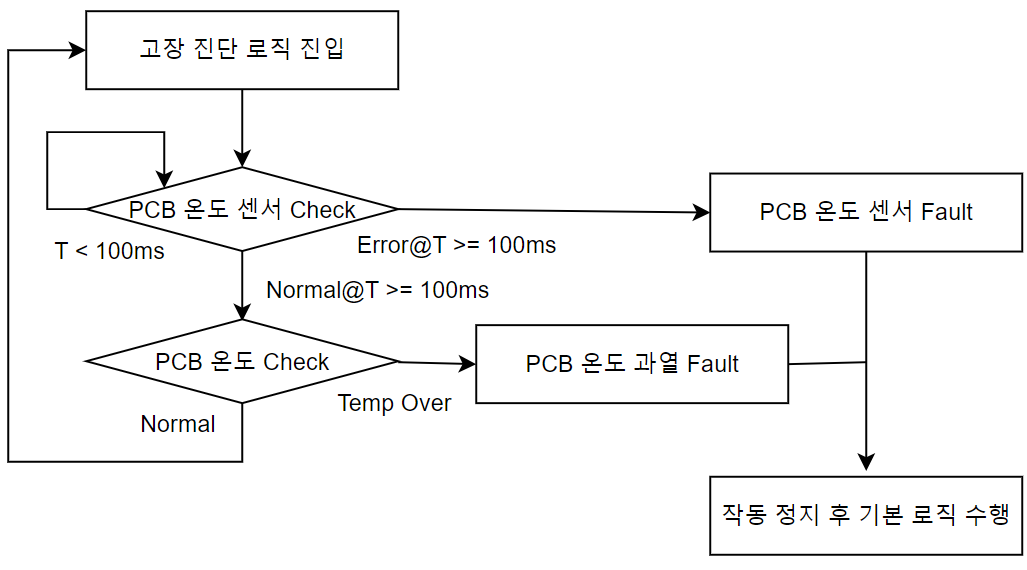 고장 진단 로직 진입
PCB 온도 센서 Check
PCB 온도 센서 Fault
T < 100ms
Error@T >= 100ms
Normal@T >= 100ms
PCB 온도 Check
PCB 온도 과열 Fault
Temp Over
Normal
작동 정지 후 기본 로직 수행